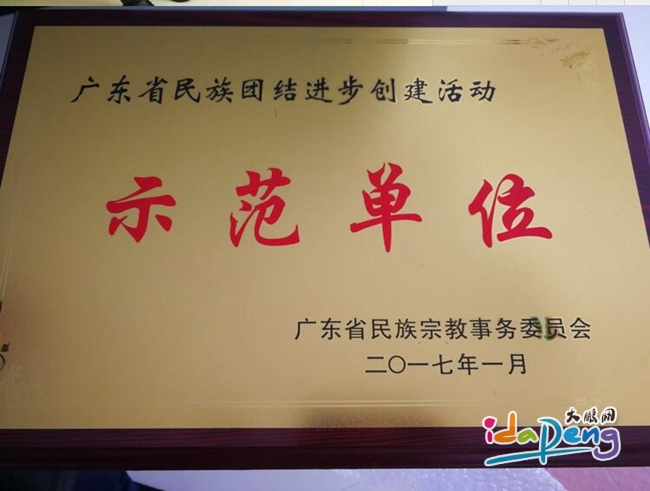 广东省民族团结进步创建活动
示范单位
广东省民族宗教事务委员会
二〇一七年一月
大鹏网
idapeng